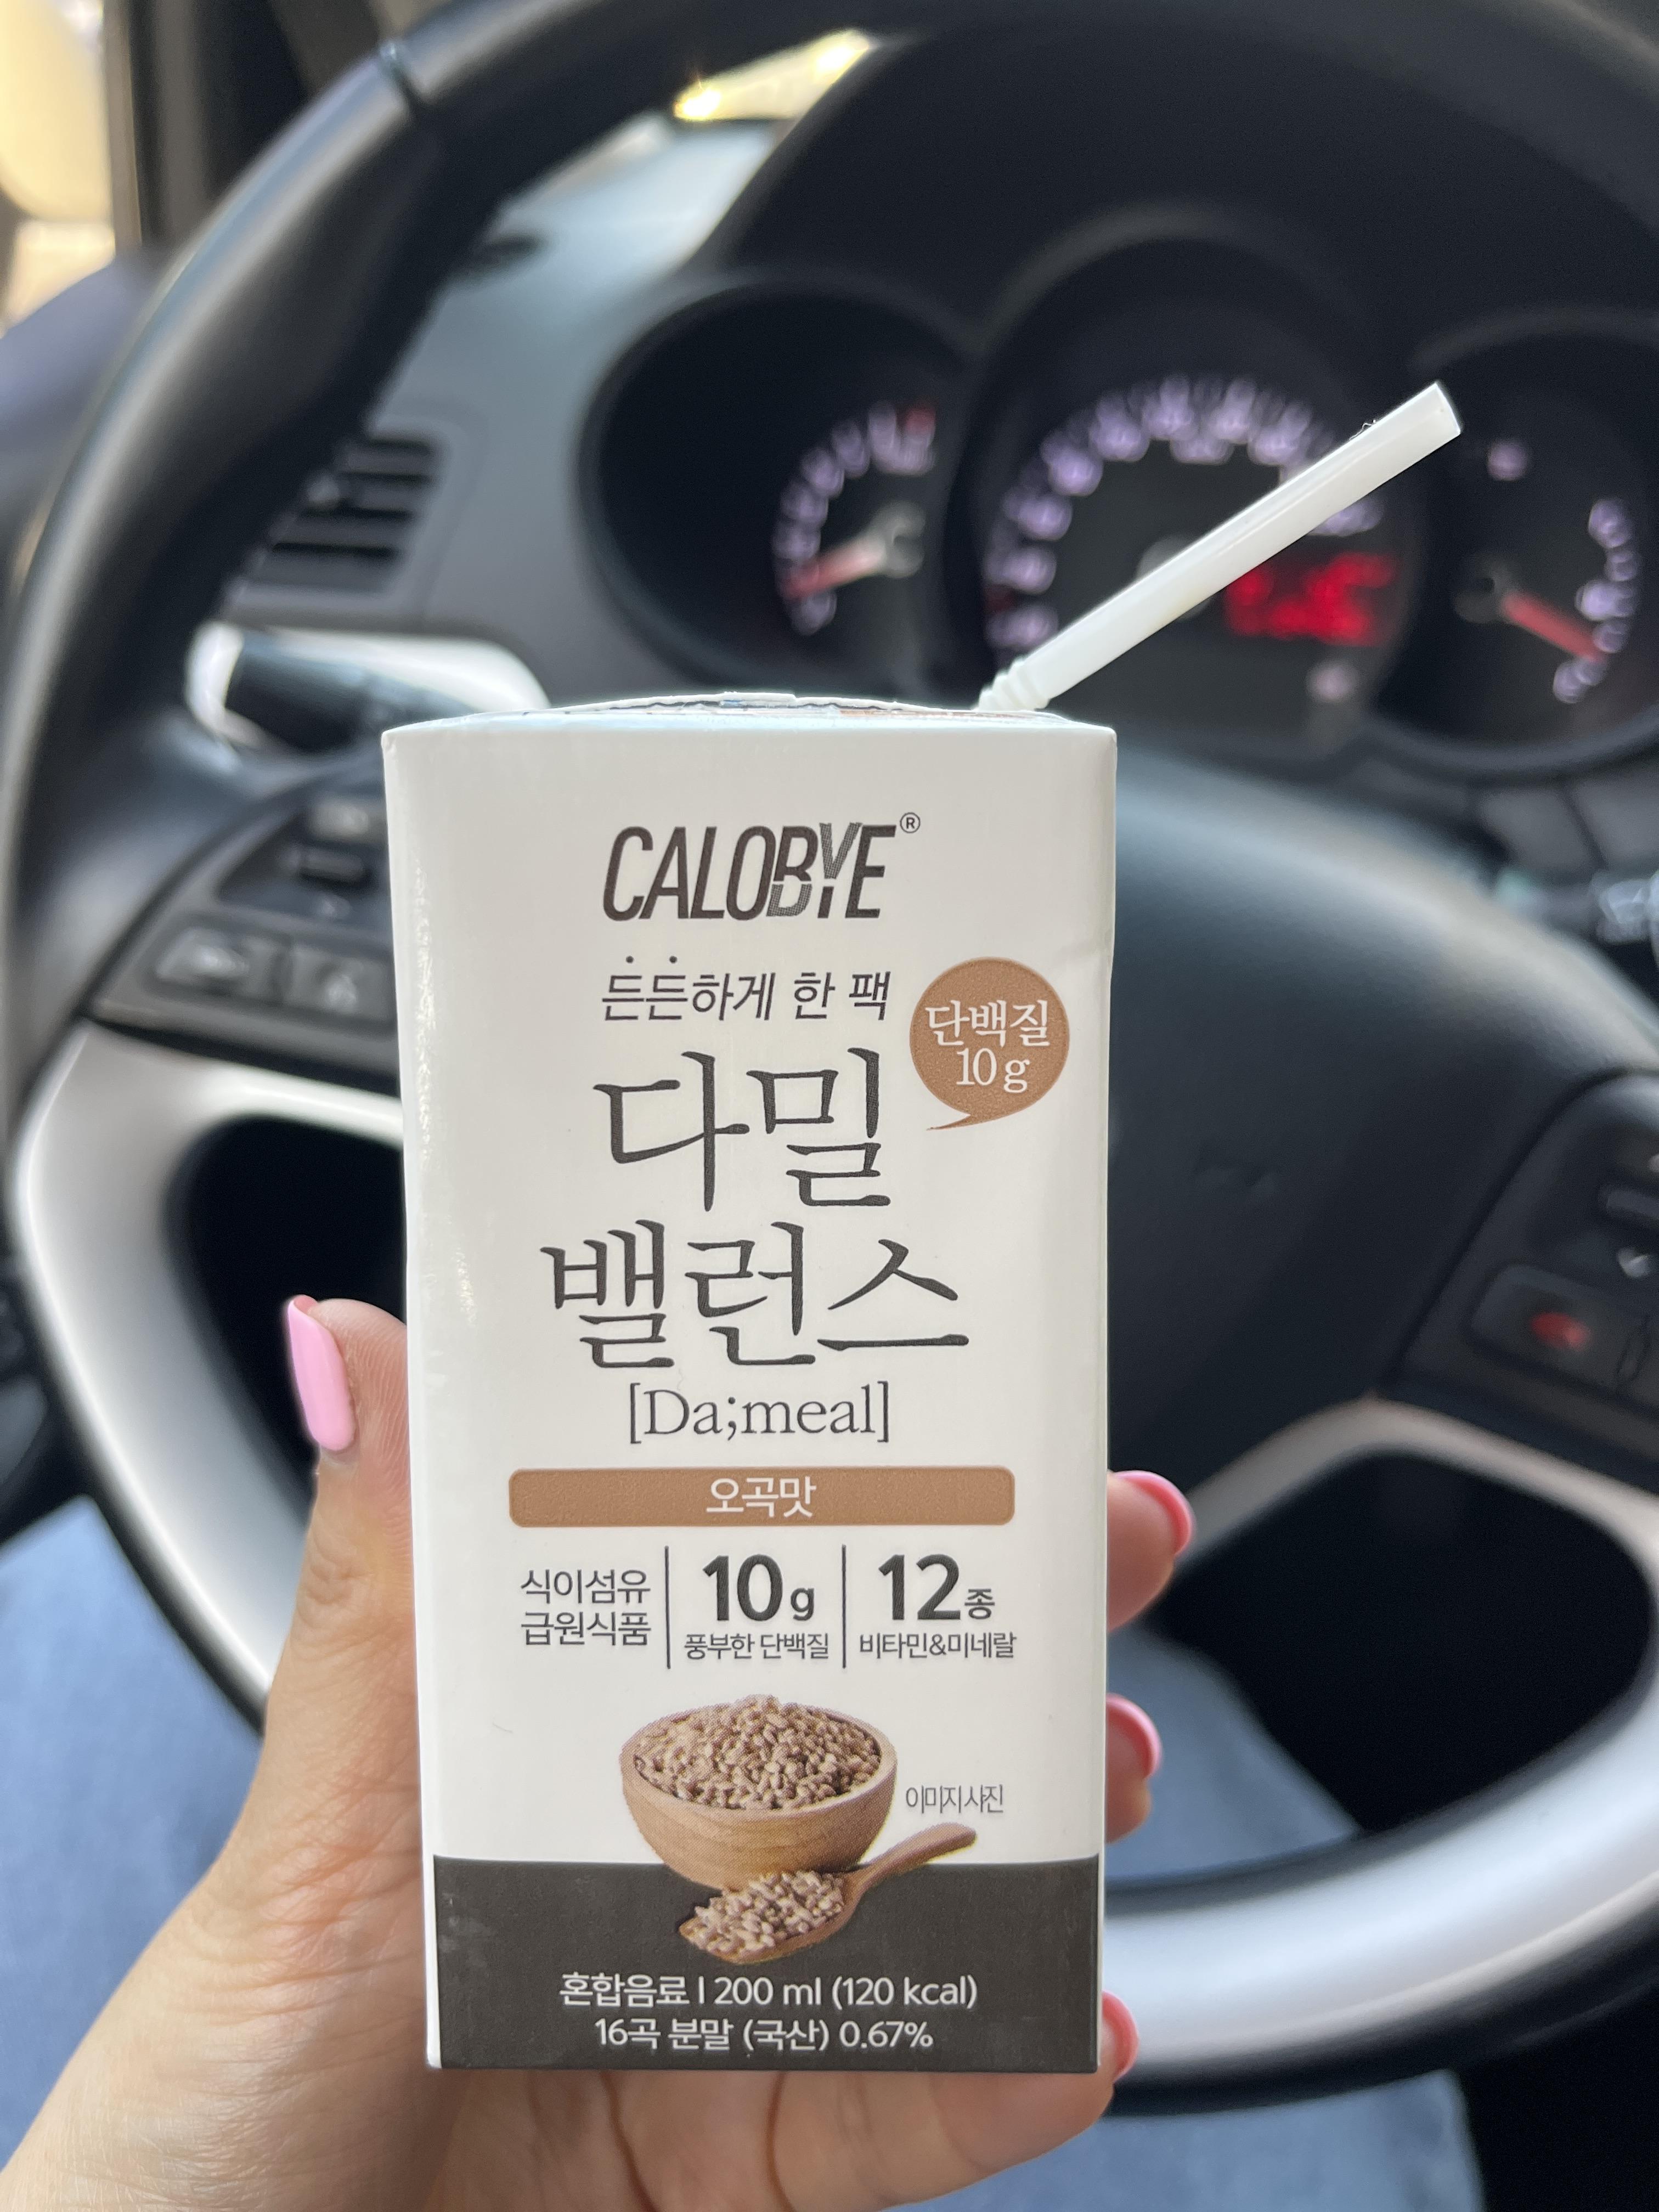 CALOBYE®
든든하게 한 팩
단백질
10g
다밀
밸런스
[Da;meal]
오곡맛
식이섬유
급원식품
10g
풍부한 단백질
12종
비타민&미네랄
이미지사진
혼합음료 | 200 ml (120 kcal)
16곡 분말 (국산) 0.67%